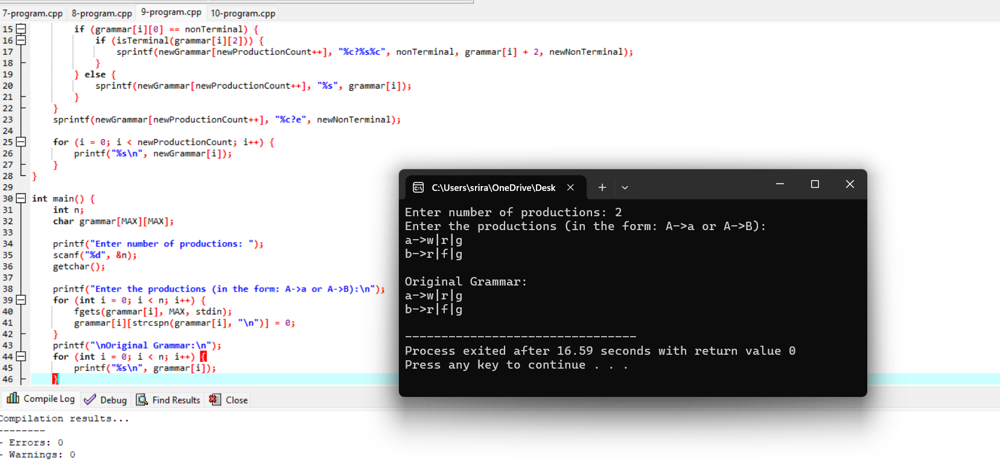 7-program.cpp 8-program.cpp 9-program.cpp 10-program.cpp
15 if (grammar[i][0] == nonTerminal) {
16 if (isTerminal(grammar[i][2])) {
17 sprintf(newGrammar[newProductionCount++], "%c?%s%c", nonTerminal, grammar[i] + 2, newNonTerminal);
18 }
19 } else {
20 sprintf(newGrammar[newProductionCount++], "%s", grammar[i]);
21 }
22 }
23 sprintf(newGrammar[newProductionCount++], "%c?e", newNonTerminal);
24
25 for (i = 0; i < newProductionCount; i++) {
26 printf("%s\n", newGrammar[i]);
27 }
28 }
29
30 int main() {
31 int n;
32 char grammar[MAX][MAX];
33
34 printf("Enter number of productions: ");
35 scanf("%d", &n);
36 getchar();
37
38 printf("Enter the productions (in the form: A->a or A->B):\n");
39 for (int i = 0; i < n; i++) {
40 fgets(grammar[i], MAX, stdin);
41 grammar[i][strcspn(grammar[i], "\n")] = 0;
42 }
43 printf("\nOriginal Grammar:\n");
44 for (int i = 0; i < n; i++) {
45 printf("%s\n", grammar[i]);
46 }
C:\Users\srira\OneDrive\Desk
Enter number of productions: 2
Enter the productions (in the form: A->a or A->B):
a->w|r|g
b->r|f|g
Original Grammar:
a->w|r|g
b->r|f|g
--------------------------------
Process exited after 16.59 seconds with return value 0
Press any key to continue . . .
Compile Log Debug Find Results Close
Compilation results...
--------
- Errors: 0
- Warnings: 0